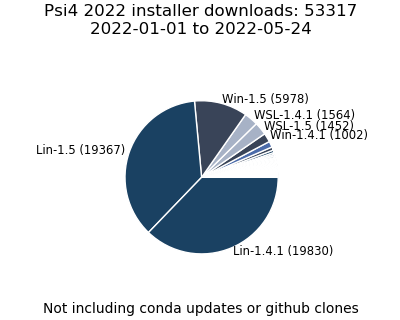 Psi4 2022 installer downloads: 53317
2022-01-01 to 2022-05-24
Win-1.5 (5978)
WSL-1.4.1 (1564)
WSL-1.5 (1452)
Win-1.4.1 (1002)
Lin-1.5 (19367)
Lin-1.4.1 (19830)
Not including conda updates or github clones